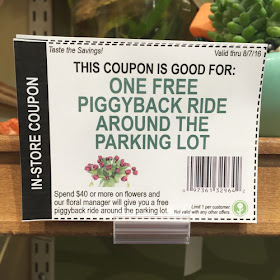 Taste the Savings!
Valid thru 8/7/16
IN-STORE COUPON
THIS COUPON IS GOOD FOR:
ONE FREE
PIGGYBACK RIDE
AROUND THE
PARKING LOT
Spend $40 or more on flowers and
our floral manager will give you a free
piggyback ride around the parking lot.
Limit 1 per customer.
Not valid with any other offers